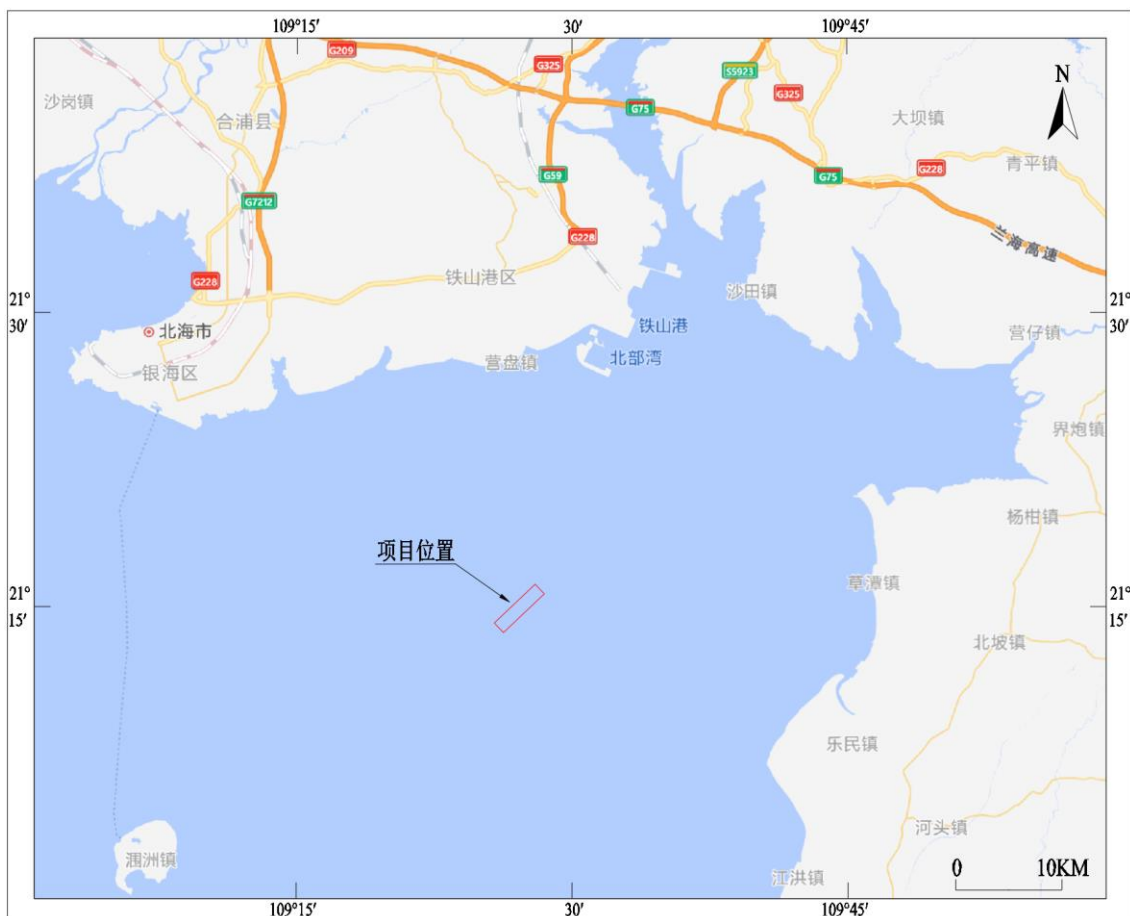 109°15′
30′
109°45′
G209
G325
S5923
G325
N
沙岗镇
合浦县
G75
大坝镇
青平镇
G59
G75
G228
G7212
G228
兰海高速
G228
铁山港区
沙田镇
21°
30′
21°
30′
北海市
铁山港
营仔镇
银海区
营盘镇
北部湾
界炮镇
杨柑镇
项目位置
草潭镇
21°
15′
21°
15′
北坡镇
乐民镇
河头镇
涠洲镇
江洪镇
0
10KM
109°15′
30′
109°45′